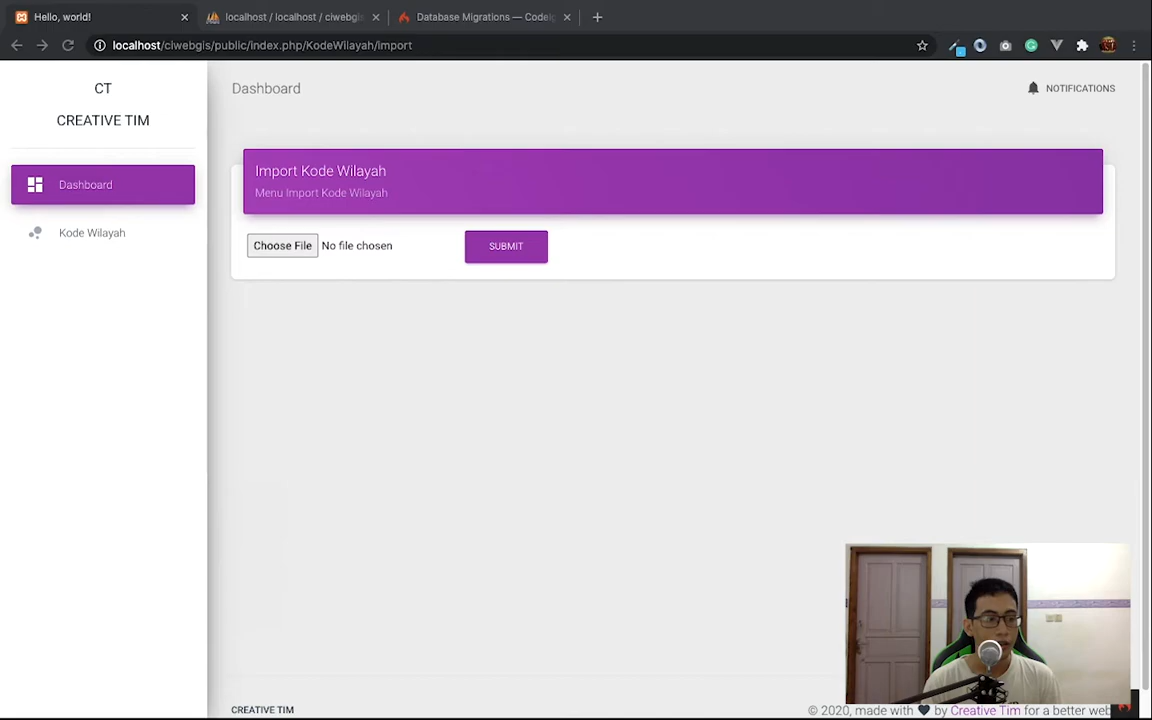 Hello, world!
localhost / localhost / ciwebgis
Database Migrations — CodeIg
localhost/ciwebgis/public/index.php/KodeWilayah/import
CT
CREATIVE TIM
Dashboard
Kode Wilayah
Dashboard
NOTIFICATIONS
Import Kode Wilayah
Menu Import Kode Wilayah
Choose File No file chosen
SUBMIT
CREATIVE TIM
© 2020, made with by Creative Tim for a better web